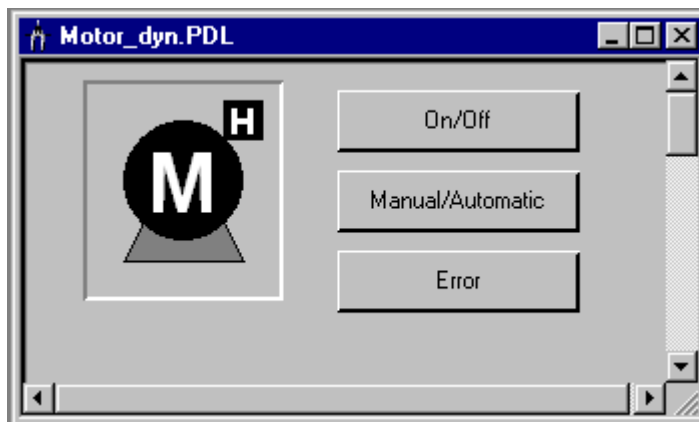 Motor_dyn.PDL
H
M
On/Off
Manual/Automatic
Error